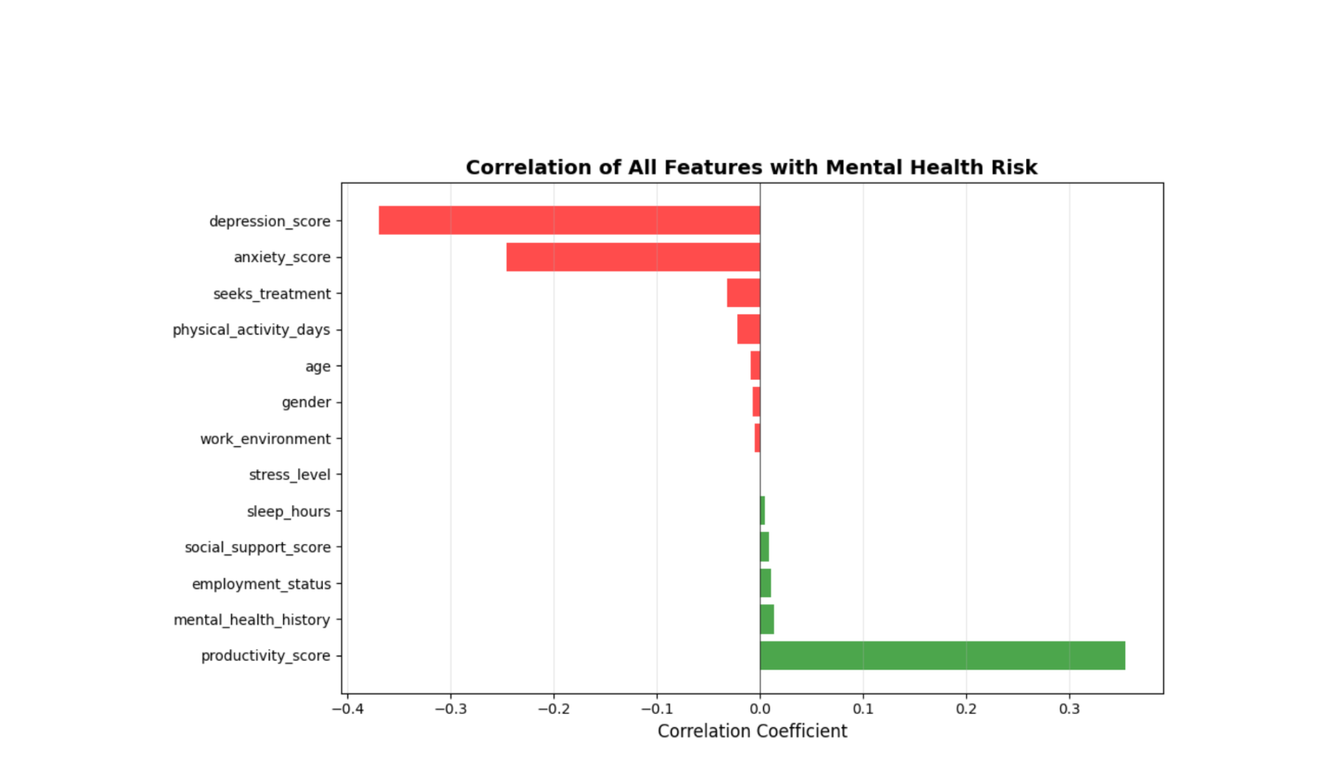 Correlation of All Features with Mental Health Risk
depression_score
anxiety_score
seeks_treatment
physical_activity_days
age
gender
work_environment
stress_level
sleep_hours
social_support_score
employment_status
mental_health_history
productivity_score
−0.4 −0.3 −0.2 −0.1 0.0 0.1 0.2 0.3
Correlation Coefficient